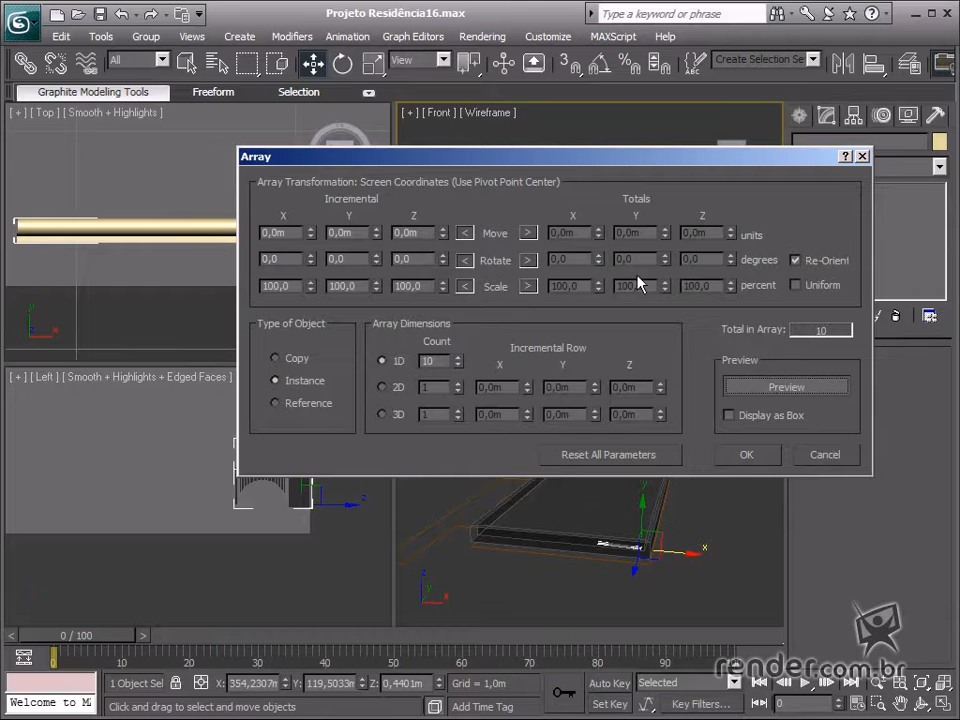 Projeto Residência16.max
Type a keyword or phrase
Edit Tools Group Views Create Modifiers Animation Graph Editors Rendering Customize MAXScript Help
All View Create Selection Se
Graphite Modeling Tools Freeform Selection
[ + ] [ Top ] [ Smooth + Highlights ]
[ + ] [ Front ] [ Wireframe ]
Array
Array Transformation: Screen Coordinates (Use Pivot Point Center)
Incremental Totals
X Y Z X Y Z
0,0m 0,0m 0,0m < Move > 0,0m 0,0m 0,0m units
0,0 0,0 0,0 < Rotate > 0,0 0,0 0,0 degrees Re-Orient
100,0 100,0 100,0 < Scale > 100,0 100,0 100,0 percent Uniform
Type of Object Array Dimensions Total in Array: 10
Count Incremental Row
X Y Z
Copy 1D 10 Preview
Instance 2D 1 0,0m 0,0m 0,0m Preview
Reference 3D 1 0,0m 0,0m 0,0m Display as Box
Reset All Parameters OK Cancel
z
x
[ + ] [ Left ] [ Smooth + Highlights + Edged Faces ]
z
y
x
z
y
x
< 0 / 100 >
0 10 20 30 40 50 60 70 80 90
render.com.br
1 Object Sel X: 354,2307m Y: 119,5033m Z: 0,4401m Grid = 1,0m Auto Key Selected
Welcome to M Click and drag to select and move objects Add Time Tag Set Key Key Filters... 0